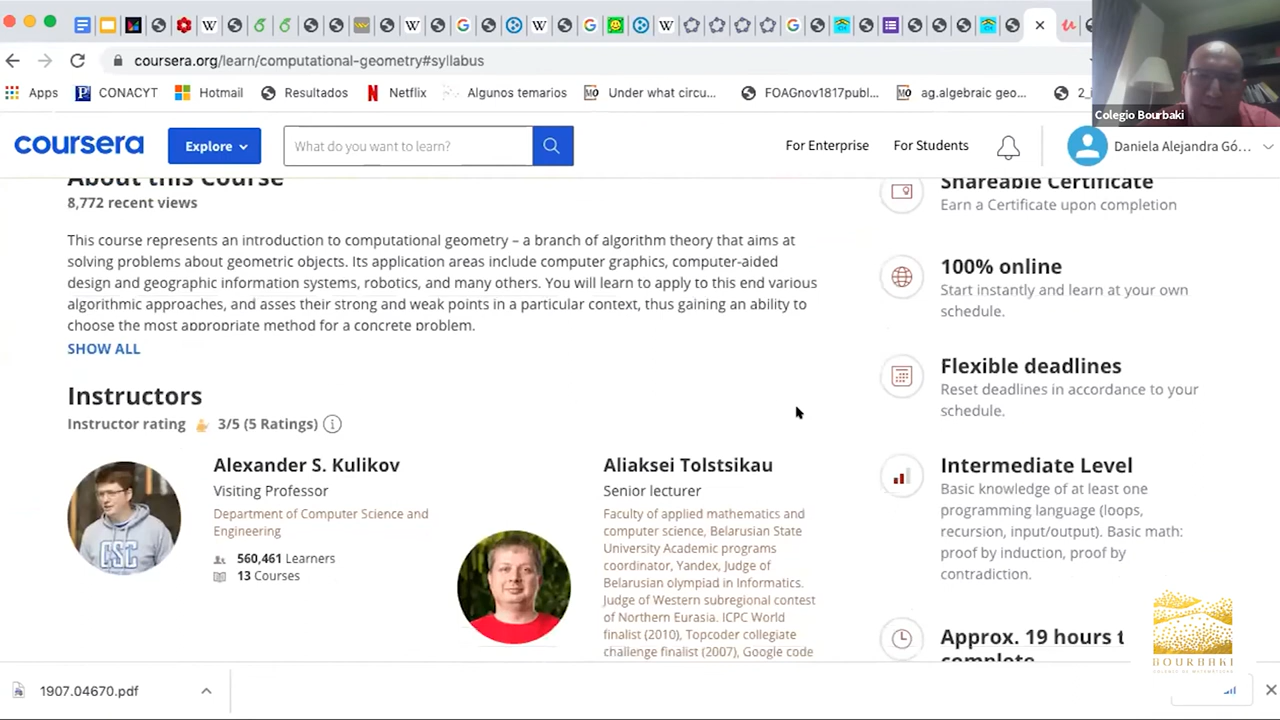 coursera.org/learn/computational-geometry#syllabus
Apps
CONACYT
Hotmail
Resultados
Netflix
Algunos temarios
Under what circu...
FOAGnov1817publ...
ag.algebraic geo...
Colegio Bourbaki
coursera
Explore
What do you want to learn?
For Enterprise
For Students
Daniela Alejandra Gó...
About this Course
8,772 recent views
This course represents an introduction to computational geometry – a branch of algorithm theory that aims at
solving problems about geometric objects. Its application areas include computer graphics, computer-aided
design and geographic information systems, robotics, and many others. You will learn to apply to this end various
algorithmic approaches, and asses their strong and weak points in a particular context, thus gaining an ability to
choose the most appropriate method for a concrete problem.
SHOW ALL
Instructors
Instructor rating 3/5 (5 Ratings)
Alexander S. Kulikov
Visiting Professor
Department of Computer Science and
Engineering
560,461 Learners
13 Courses
CSC
Aliaksei Tolstsikau
Senior lecturer
Faculty of applied mathematics and
computer science, Belarusian State
University Academic programs
coordinator, Yandex, Judge of
Belarusian olympiad in Informatics.
Judge of Western subregional contest
of Northern Eurasia. ICPC World
finalist (2010), Topcoder collegiate
challenge finalist (2007), Google code
Shareable Certificate
Earn a Certificate upon completion
100% online
Start instantly and learn at your own
schedule.
Flexible deadlines
Reset deadlines in accordance to your
schedule.
Intermediate Level
Basic knowledge of at least one
programming language (loops,
recursion, input/output). Basic math:
proof by induction, proof by
contradiction.
Approx. 19 hours t
complete
BOURBAKI
COLEGIO DE MATEMÁTICAS
1907.04670.pdf